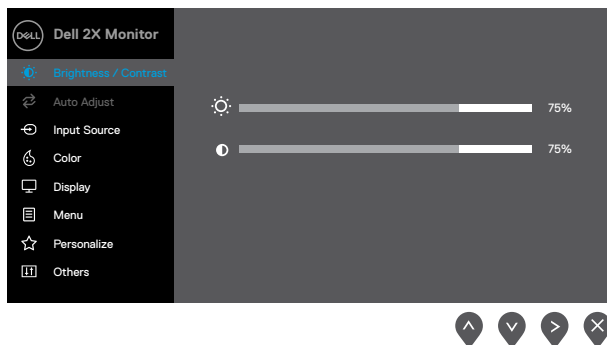 DELL
Dell 2X Monitor
Brightness / Contrast
Auto Adjust
Input Source
Color
Display
Menu
Personalize
Others
75%
75%